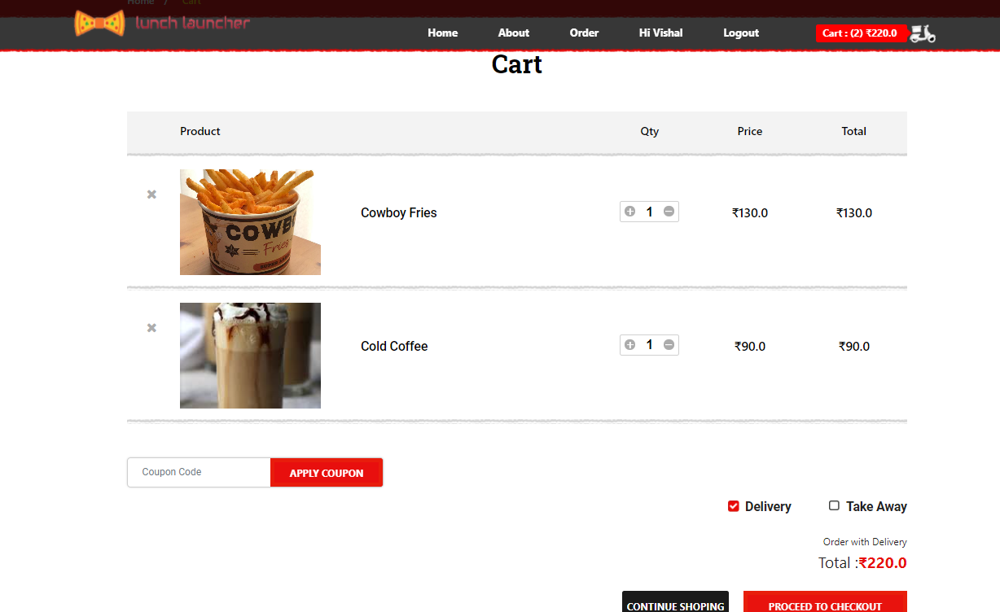 Home / Cart
lunch launcher
Home About Order Hi Vishal Logout Cart : (2) ₹220.0
Cart
Product Qty Price Total
COWB
Fries
Cowboy Fries 1 ₹130.0 ₹130.0
Cold Coffee 1 ₹90.0 ₹90.0
Coupon Code APPLY COUPON
Delivery Take Away
Order with Delivery
Total :₹220.0
CONTINUE SHOPING PROCEED TO CHECKOUT